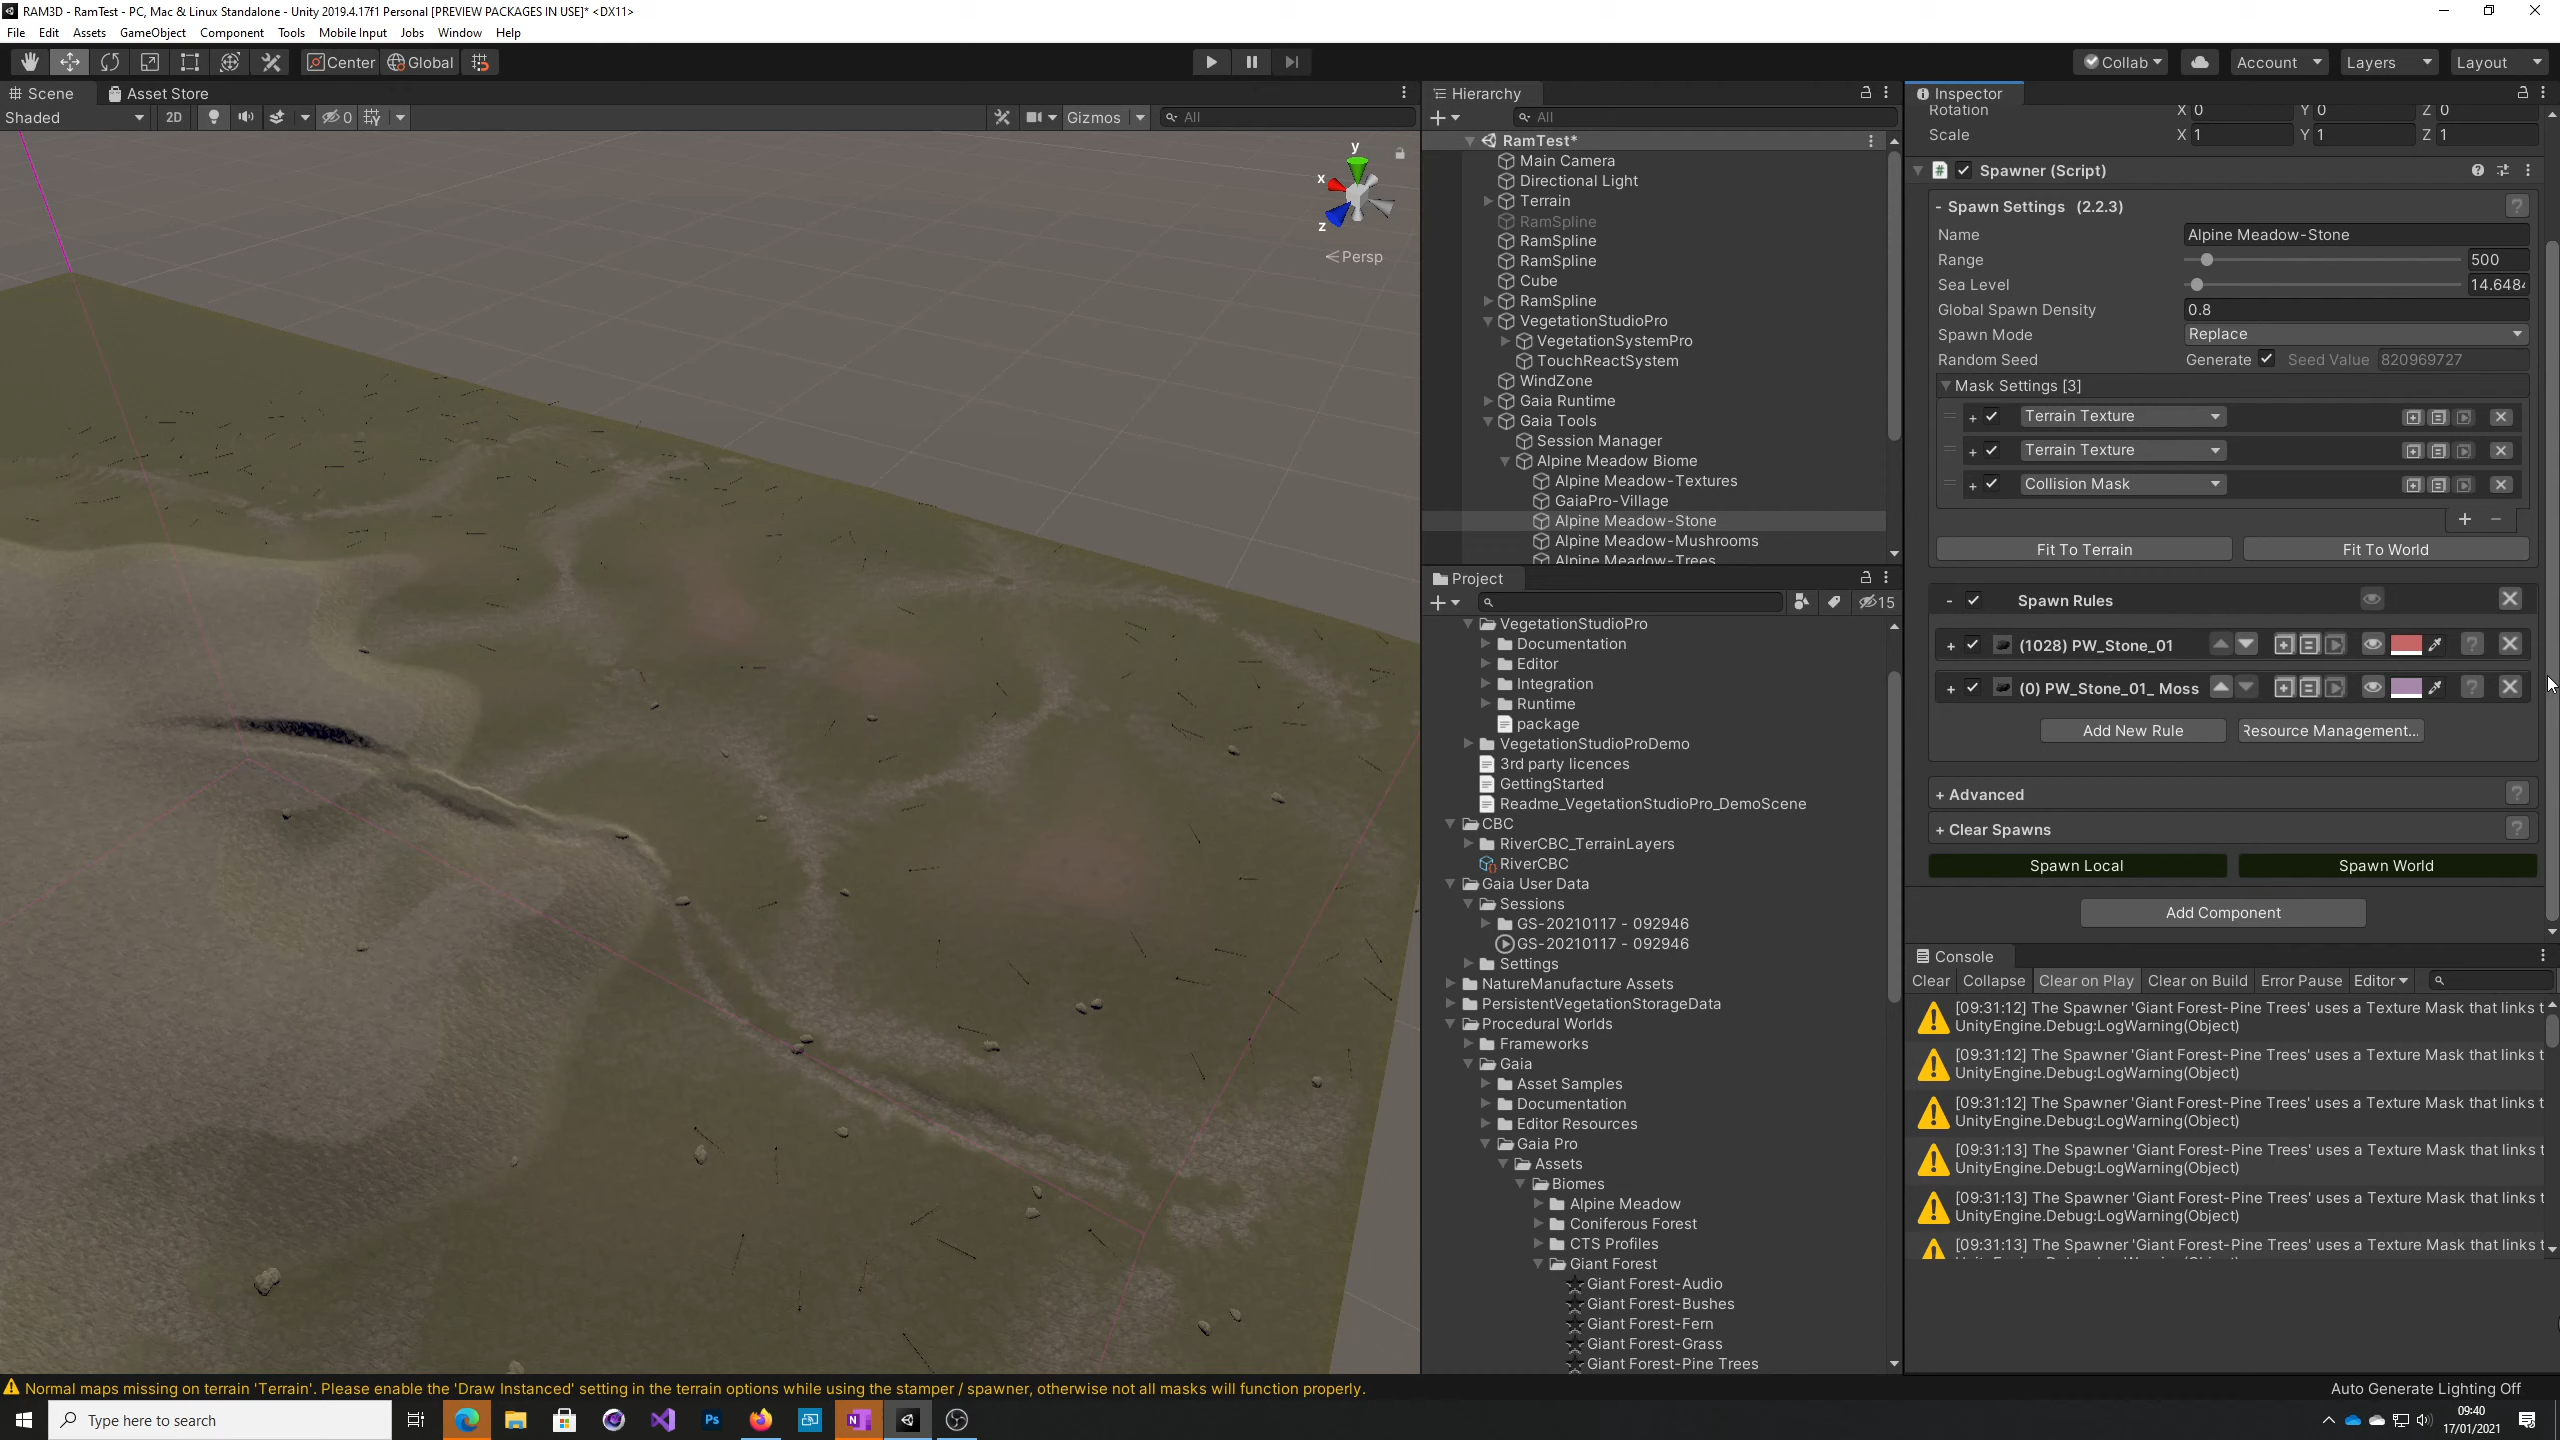 RAM3D - RamTest - PC, Mac & Linux Standalone - Unity 2019.4.17f1 Personal [PREVIEW PACKAGES IN USE]* <DX11>
File Edit Assets GameObject Component Tools Mobile Input Jobs Window Help
Center Global Collab Account Layers Layout
Scene Asset Store
Shaded 2D 0 Gizmos All
y
x
z
Persp
Hierarchy
All
RamTest*
Main Camera
Directional Light
Terrain
RamSpline
RamSpline
RamSpline
Cube
RamSpline
VegetationStudioPro
VegetationSystemPro
TouchReactSystem
WindZone
Gaia Runtime
Gaia Tools
Session Manager
Alpine Meadow Biome
Alpine Meadow-Textures
GaiaPro-Village
Alpine Meadow-Stone
Alpine Meadow-Mushrooms
Alpine Meadow-Trees
Project
15
VegetationStudioPro
Documentation
Editor
Integration
Runtime
package
VegetationStudioProDemo
3rd party licences
GettingStarted
Readme_VegetationStudioPro_DemoScene
CBC
RiverCBC_TerrainLayers
RiverCBC
Gaia User Data
Sessions
GS-20210117 - 092946
GS-20210117 - 092946
Settings
NatureManufacture Assets
PersistentVegetationStorageData
Procedural Worlds
Frameworks
Gaia
Asset Samples
Documentation
Editor Resources
Gaia Pro
Assets
Biomes
Alpine Meadow
Coniferous Forest
CTS Profiles
Giant Forest
Giant Forest-Audio
Giant Forest-Bushes
Giant Forest-Fern
Giant Forest-Grass
Giant Forest-Pine Trees
Inspector
Rotation X 0 Y 0 Z 0
Scale X 1 Y 1 Z 1
# Spawner (Script)
- Spawn Settings (2.2.3) ?
Name Alpine Meadow-Stone
Range 500
Sea Level 14.6484
Global Spawn Density 0.8
Spawn Mode Replace
Random Seed Generate Seed Value 820969727
Mask Settings [3]
+ Terrain Texture
+ Terrain Texture
+ Collision Mask
+ -
Fit To Terrain Fit To World
- Spawn Rules
+ (1028) PW_Stone_01 ?
+ (0) PW_Stone_01_ Moss ?
Add New Rule Resource Management...
+ Advanced ?
+ Clear Spawns ?
Spawn Local Spawn World
Add Component
Console
Clear Collapse Clear on Play Clear on Build Error Pause Editor
[09:31:12] The Spawner 'Giant Forest-Pine Trees' uses a Texture Mask that links t
UnityEngine.Debug:LogWarning(Object)
[09:31:12] The Spawner 'Giant Forest-Pine Trees' uses a Texture Mask that links t
UnityEngine.Debug:LogWarning(Object)
[09:31:12] The Spawner 'Giant Forest-Pine Trees' uses a Texture Mask that links t
UnityEngine.Debug:LogWarning(Object)
[09:31:13] The Spawner 'Giant Forest-Pine Trees' uses a Texture Mask that links t
UnityEngine.Debug:LogWarning(Object)
[09:31:13] The Spawner 'Giant Forest-Pine Trees' uses a Texture Mask that links t
UnityEngine.Debug:LogWarning(Object)
[09:31:13] The Spawner 'Giant Forest-Pine Trees' uses a Texture Mask that links t
Normal maps missing on terrain 'Terrain'. Please enable the 'Draw Instanced' setting in the terrain options while using the stamper / spawner, otherwise not all masks will function properly.
Auto Generate Lighting Off
Type here to search
Ps
N
09:40
17/01/2021